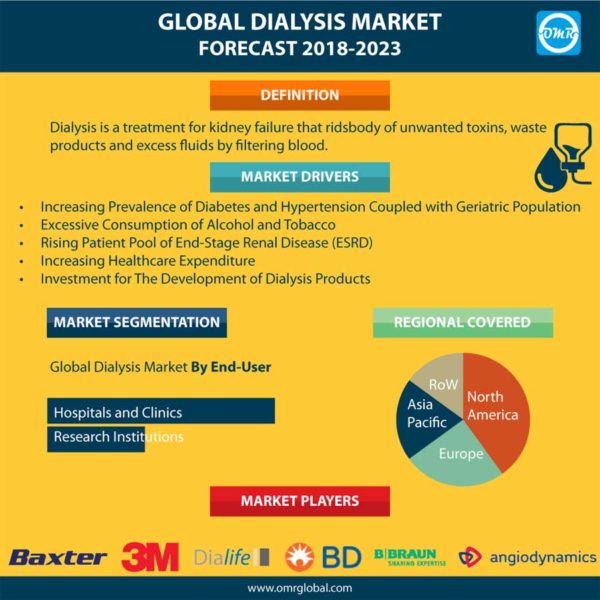 GLOBAL DIALYSIS MARKET
FORECAST 2018-2023
OMR
DEFINITION
Dialysis is a treatment for kidney failure that ridsbody of unwanted toxins, waste
products and excess fluids by filtering blood.
MARKET DRIVERS
• Increasing Prevalence of Diabetes and Hypertension Coupled with Geriatric Population
• Excessive Consumption of Alcohol and Tobacco
• Rising Patient Pool of End-Stage Renal Disease (ESRD)
• Increasing Healthcare Expenditure
• Investment for The Development of Dialysis Products
MARKET SEGMENTATION
Global Dialysis Market By End-User
Hospitals and Clinics
Research Institutions
REGIONAL COVERED
RoW
North
America
Asia
Pacific
Europe
MARKET PLAYERS
Baxter
3M
Dialife
BD
B BRAUN
SHARING EXPERTISE
angiodynamics
www.omrglobal.com